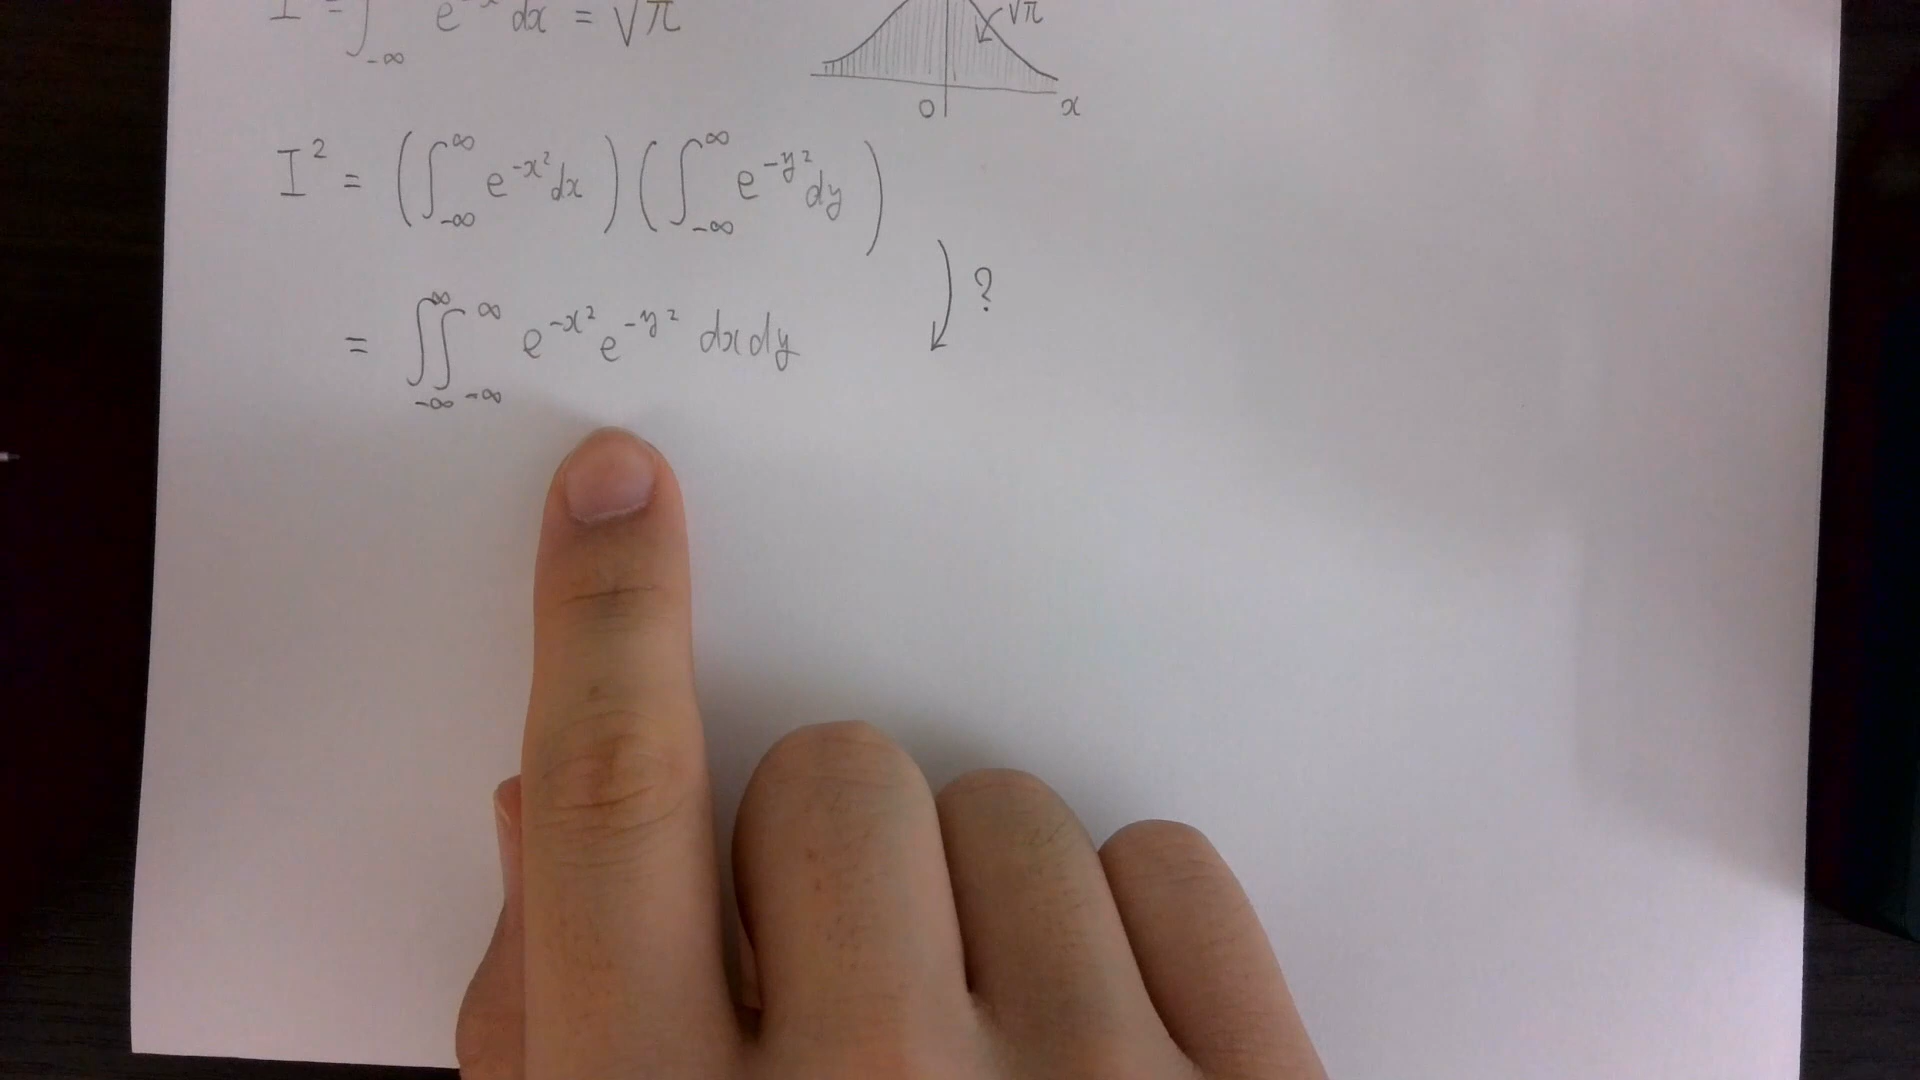 I = ∫_{-∞} e^{-x} dx = √π
√π
0 x
I² = (∫_{-∞}^{∞} e^{-x²} dx) (∫_{-∞}^{∞} e^{-y²} dy)
?
= ∫∫_{-∞ -∞}^{∞ ∞} e^{-x²} e^{-y²} dx dy